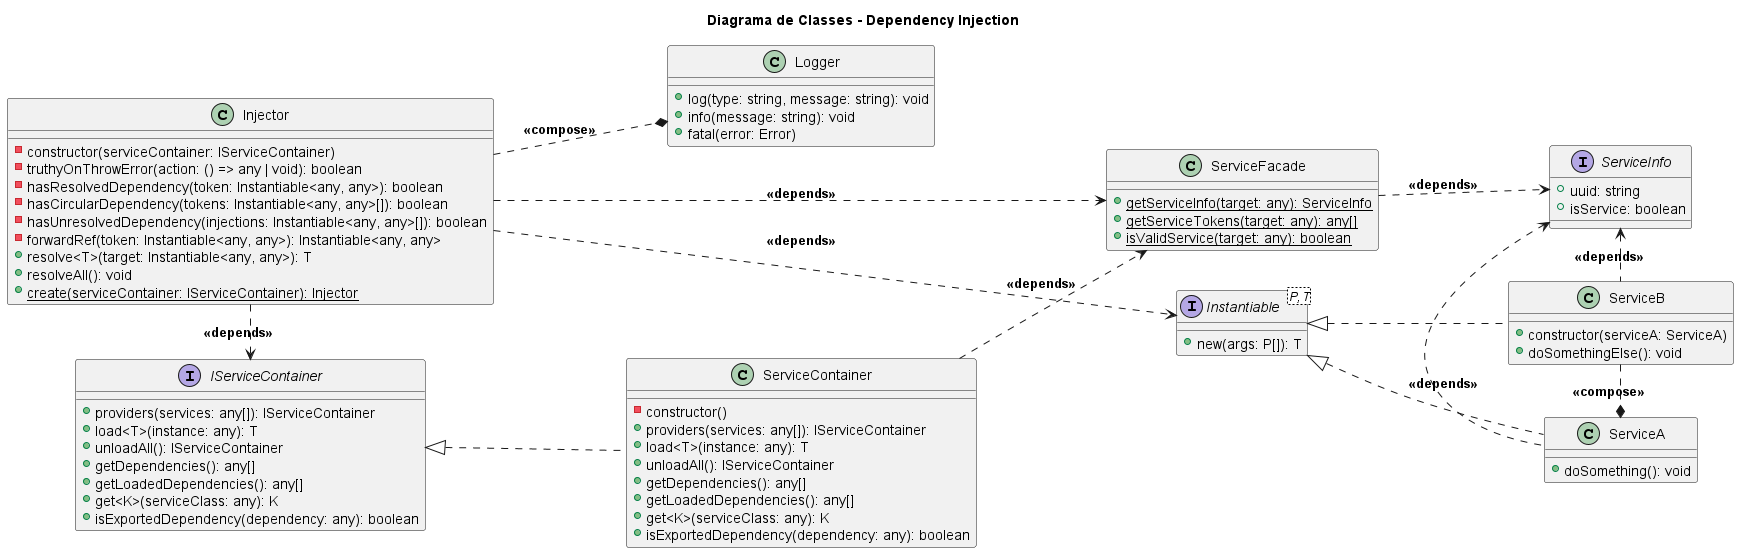 Diagrama de Classes - Dependency Injection
C Logger
log(type: string, message: string): void
info(message: string): void
fatal(error: Error)
C Injector
constructor(serviceContainer: IServiceContainer)
truthyOnThrowError(action: () => any | void): boolean
hasResolvedDependency(token: Instantiable<any, any>): boolean
hasCircularDependency(tokens: Instantiable<any, any>[]): boolean
hasUnresolvedDependency(injections: Instantiable<any, any>[]): boolean
forwardRef(token: Instantiable<any, any>): Instantiable<any, any>
resolve<T>(target: Instantiable<any, any>): T
resolveAll(): void
create(serviceContainer: IServiceContainer): Injector
«compose»
«depends»
«depends»
«depends»
C ServiceFacade
getServiceInfo(target: any): ServiceInfo
getServiceTokens(target: any): any[]
isValidService(target: any): boolean
«depends»
I ServiceInfo
uuid: string
isService: boolean
«depends»
«depends»
I Instantiable
P, T
new(args: P[]): T
C ServiceB
constructor(serviceA: ServiceA)
doSomethingElse(): void
«depends»
«compose»
I IServiceContainer
providers(services: any[]): IServiceContainer
load<T>(instance: any): T
unloadAll(): IServiceContainer
getDependencies(): any[]
getLoadedDependencies(): any[]
get<K>(serviceClass: any): K
isExportedDependency(dependency: any): boolean
C ServiceContainer
constructor()
providers(services: any[]): IServiceContainer
load<T>(instance: any): T
unloadAll(): IServiceContainer
getDependencies(): any[]
getLoadedDependencies(): any[]
get<K>(serviceClass: any): K
isExportedDependency(dependency: any): boolean
C ServiceA
doSomething(): void